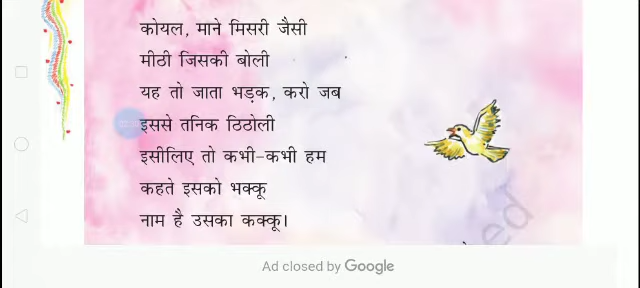 कोयल, माने मिसरी जैसी
मीठी जिसकी बोली
यह तो जाता भड़क, करो जब
इससे तनिक ठिठोली
इसीलिए तो कभी-कभी हम
कहते इसको भक्कू
नाम है उसका कक्कू।
Ad closed by Google